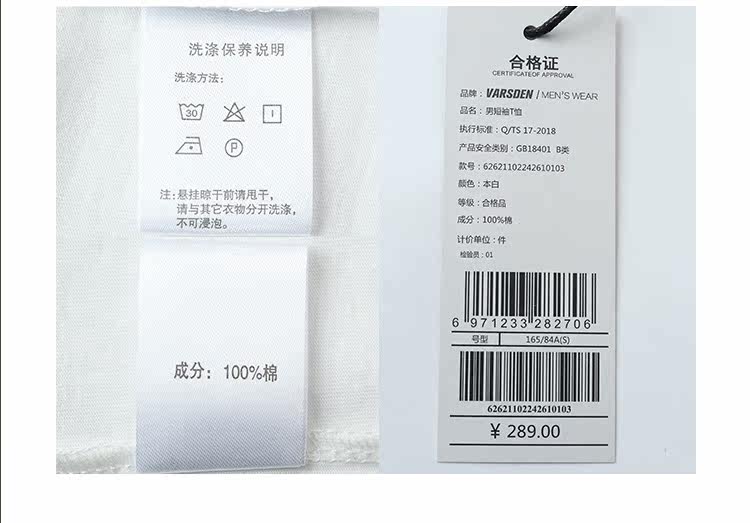 洗涤保养说明
洗涤方法：
30
P
注:悬挂晾干前请甩干，
请与其它衣物分开洗涤，
不可浸泡。
成分：100%棉
合格证
CERTIFICATEOF APPROVAL
品牌：VARSDEN / MEN'S WEAR
品名：男短袖T恤
执行标准：Q/TS 17-2018
产品安全类别：GB18401 B类
款号：62621102242610103
颜色：本白
等级：合格品
成分：100%棉
计价单位：件
检验员：01
6 971233 282706
号型 165/84A(S)
62621102242610103
¥ 289.00